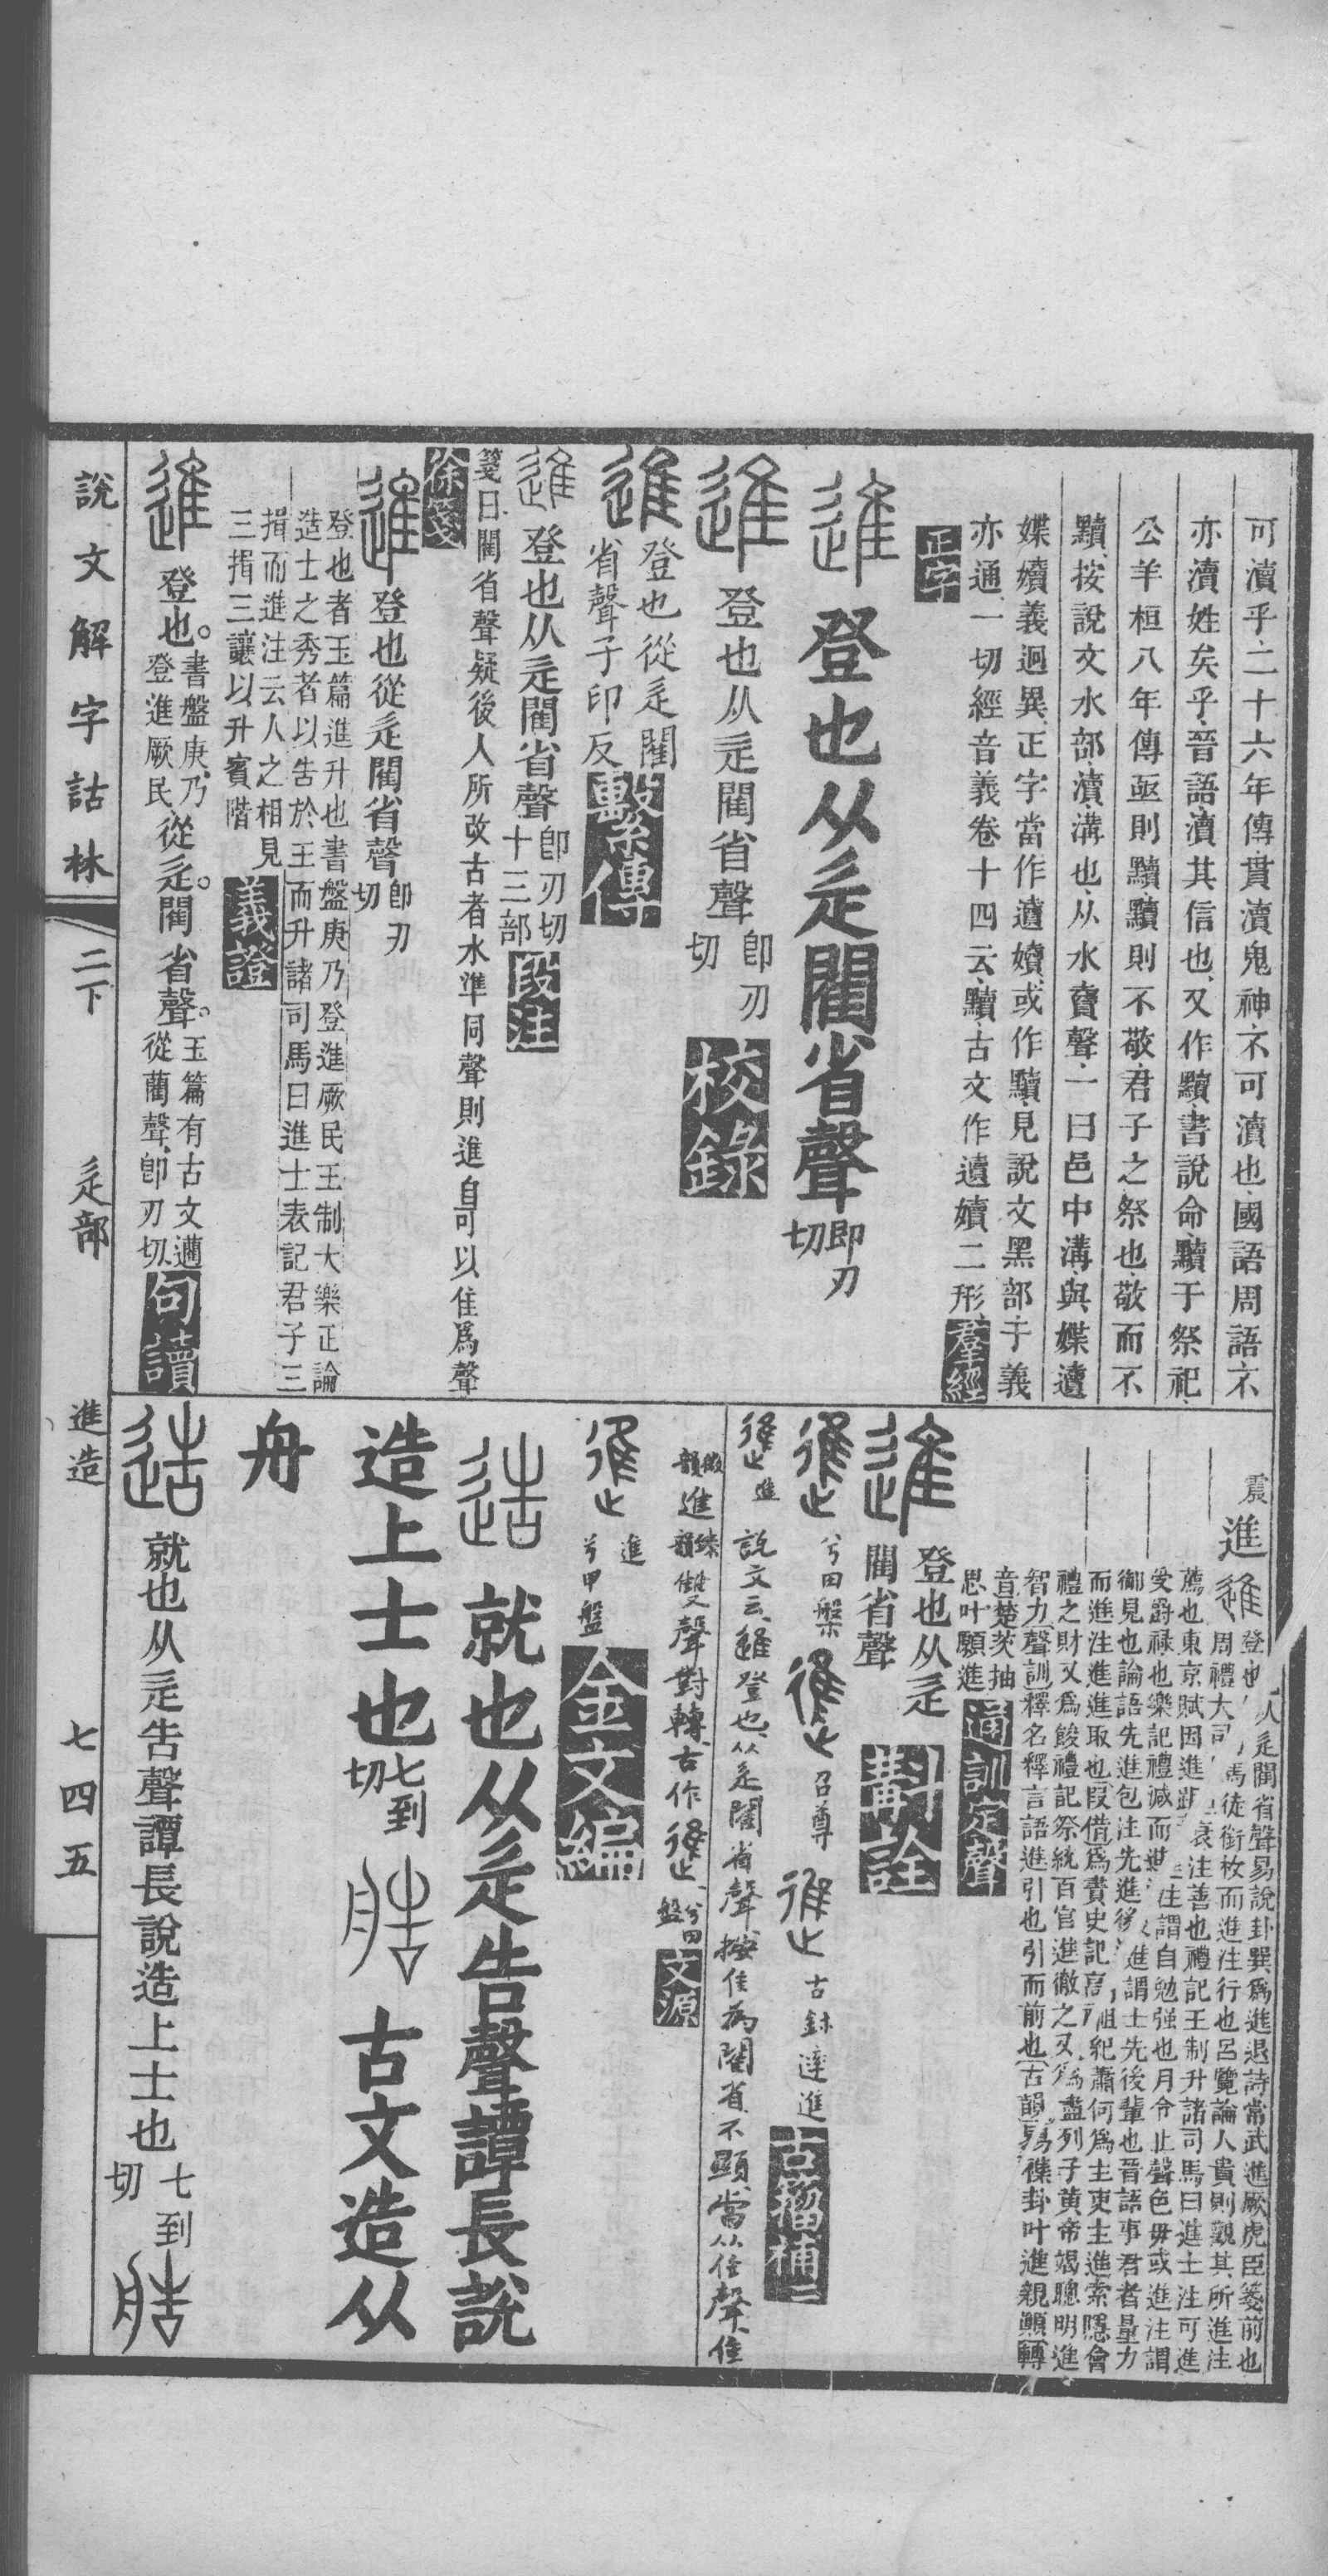 可瀆乎二十六年傳貫瀆鬼神不可瀆也國語周語不
亦瀆姓矣乎晉語瀆其信也又作黷書說命黷于祭祀
公羊桓八年傳亟則黷黷則不敬君子之祭也敬而不
黷按說文水部瀆溝也从水𧶠聲一曰邑中溝與媟遺
媟嬻義迥異正字當作遺嬻或作黷見說文黑部于義
亦通一切經音義卷十四云黷古文作遺嬻二形羣經
正字
進 登也从辵閵省聲即刃切
進 登也从辵閵省聲即刃切 校錄
進 登也從辵閵省聲子印反 繫傳
進 登也从辵閵省聲即刃切十三部 段注
箋曰閵省聲疑後人所改古者水準同聲則進自可以隹爲聲
徐箋
進 登也從辵閵省聲即刃切
登也者玉篇進升也書盤庚乃登進厥民王制大樂正論
造士之秀者以告於王而升諸司馬曰進士表記君子三
揖而進注云人之相見
三揖三讓以升賓階 義證
進 登也。書盤庚乃登進厥民從辵。閵省聲。玉篇有古文從藺聲即刃切 句讀
震 進 登也从辵閵省聲易說卦巽爲進退詩常武進厥虎臣箋前也
周禮大司馬徒銜枚而進注行也呂覽論人貴則觀其所進注
薦也東京賦因進注善也禮記王制升諸司馬曰進士注可進
受爵祿也樂記禮減而進注謂自勉强也月令止聲色毋或進注謂
御見也論語先進包注先進後進謂士先後輩也晉語事君者量力
而進注進進取也叚借爲費史記高祖紀蕭何爲主吏主進索隱會
禮之財又爲餕禮記祭統百官進徹之又爲盡列子黃帝竭聰明進
智力聲訓釋名釋言語進引也引而前也古韻易襍卦叶進親顚轉
音楚茨抽
思叶願進 通訓定聲
進 登也从辵閵省聲 斠詮
兮田盤 召尊 古鉢 進 古籀補
進 說文云進登也从辵閵省聲按隹爲閵省不顯當从隹聲隹
微韻進臻韻雙聲對轉古作 兮田盤 文源
進 兮甲盤 金文編
造 就也从辵告聲譚長說
造上士也七到切 古文造从
舟
造 就也从辵告聲譚長說造上士也七到切
說文解字詁林 二下 辵部 進造 七四五